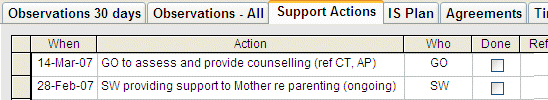 Observations 30 days Observations - All Support Actions IS Plan Agreements
When Action Who Done Ref
14-Mar-07 GO to assess and provide counselling (ref CT, AP) GO
28-Feb-07 SW providing support to Mother re parenting (ongoing) SW